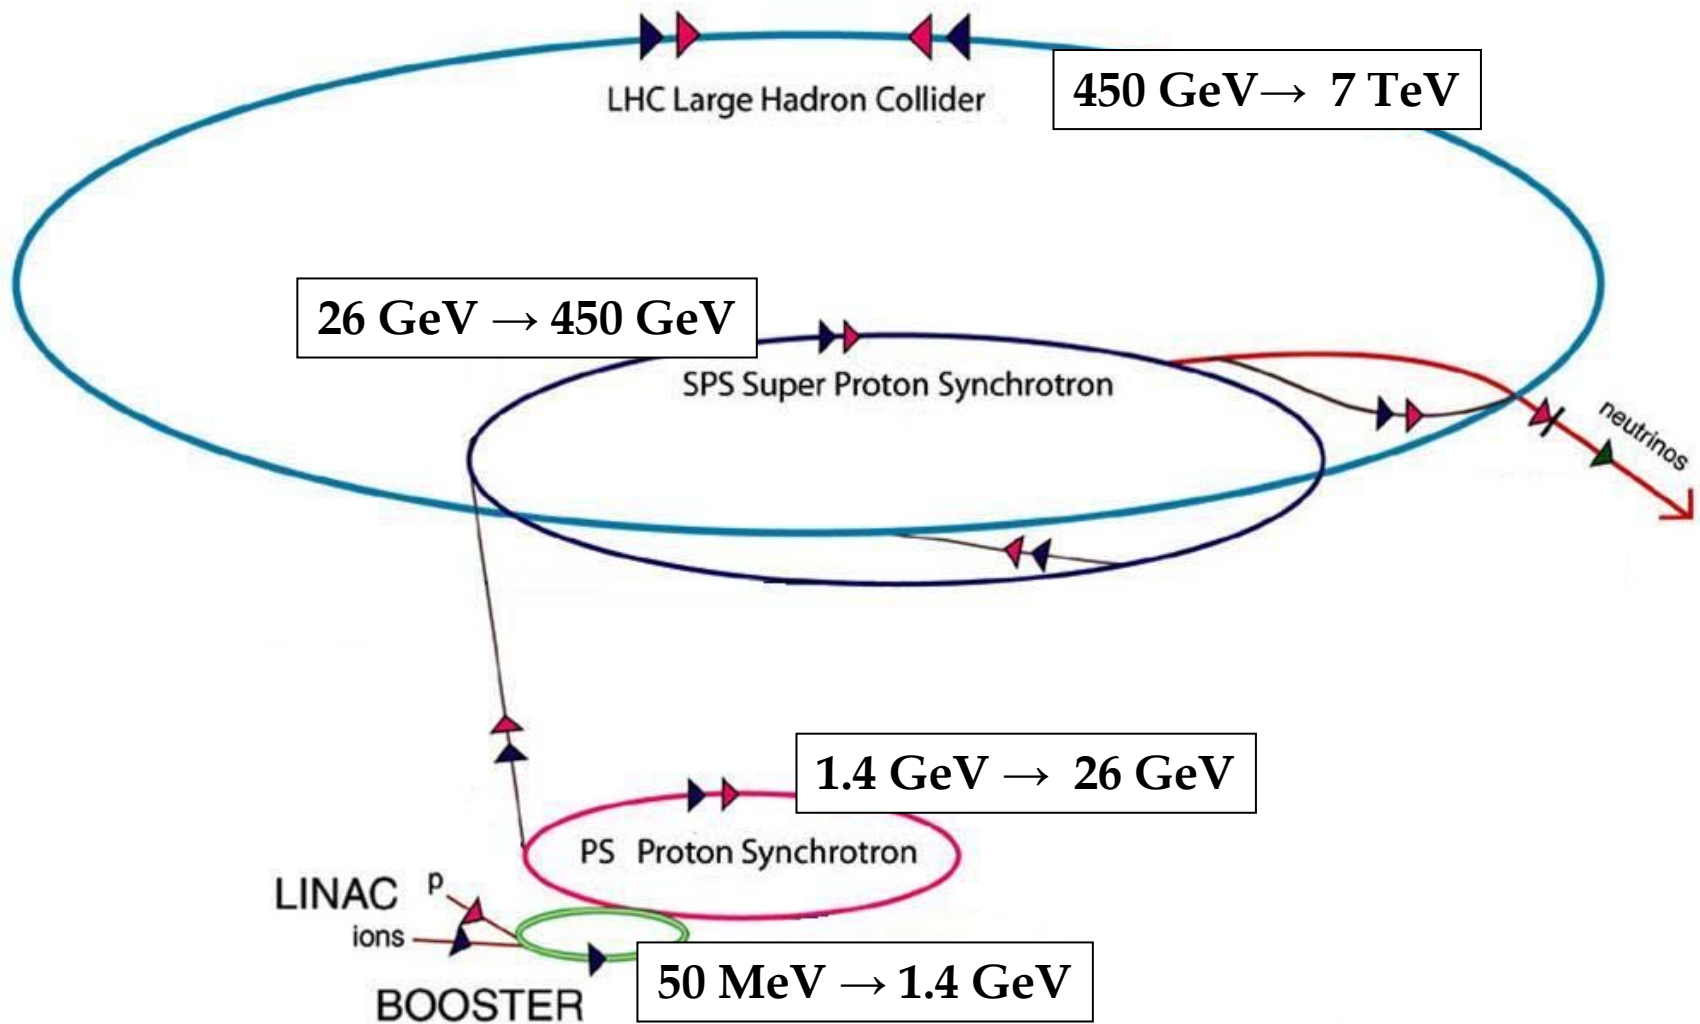 LHC Large Hadron Collider
450 GeV→ 7 TeV
26 GeV → 450 GeV
SPS Super Proton Synchrotron
neutrinos
1.4 GeV → 26 GeV
PS Proton Synchrotron
LINAC p
ions
50 MeV → 1.4 GeV
BOOSTER